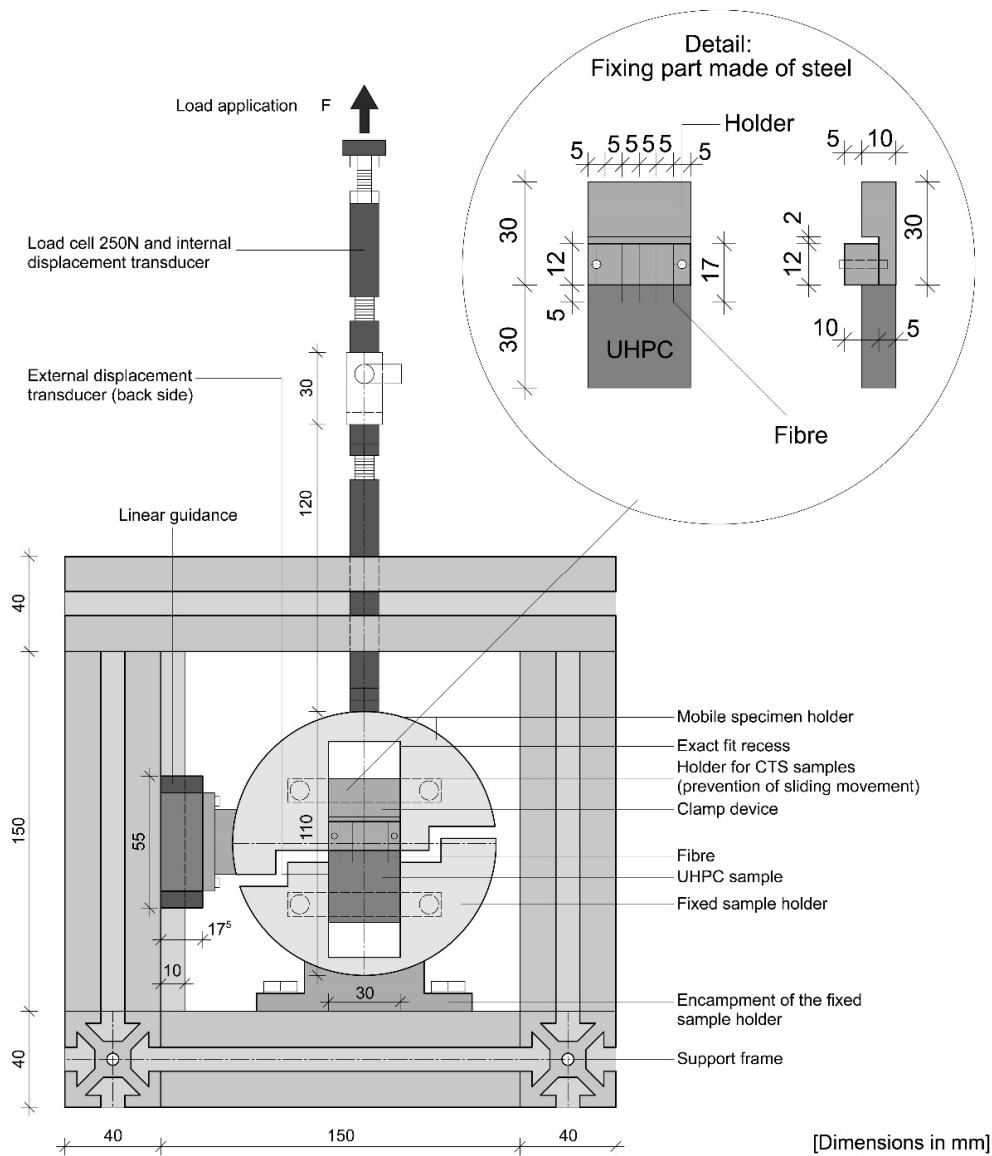 Detail:
Fixing part made of steel
Load application F
Holder
5 5 5 5 5 5
5 10
30
12
5
30
17
2
12
30
10 5
UHPC
Fibre
Load cell 250N and internal
displacement transducer
External displacement
transducer (back side)
30
120
Linear guidance
40
Mobile specimen holder
Exact fit recess
Holder for CTS samples
(prevention of sliding movement)
Clamp device
110
150
55
Fibre
UHPC sample
Fixed sample holder
17⁵
10
30
Encampment of the fixed
sample holder
40
Support frame
40 150 40
[Dimensions in mm]